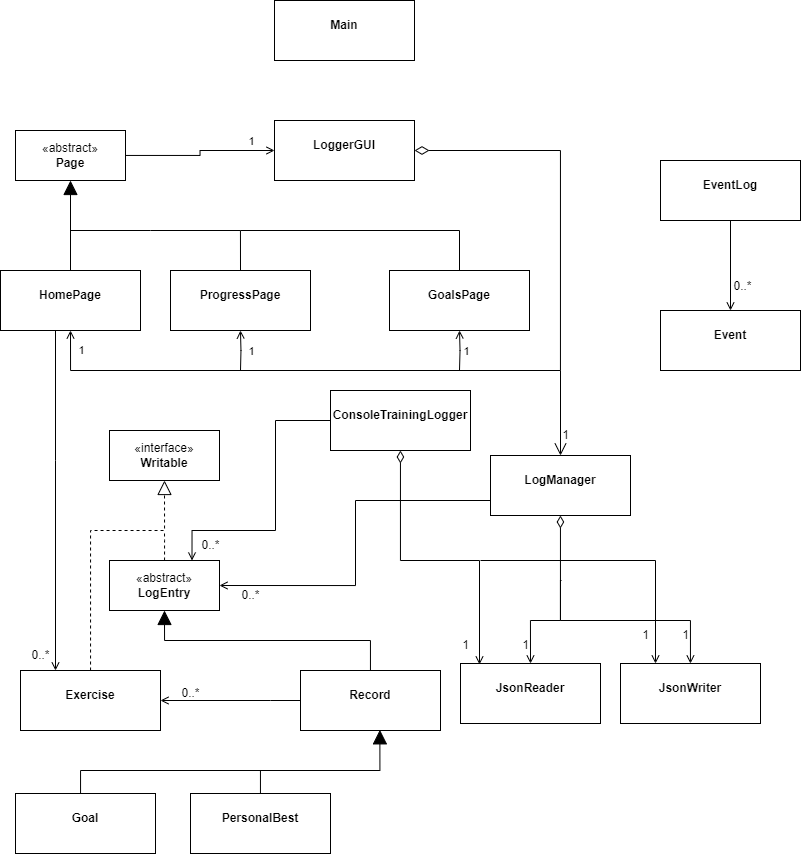 Main
1
LoggerGUI
«abstract»
Page
EventLog
HomePage
ProgressPage
GoalsPage
0..*
Event
1
1
1
ConsoleTrainingLogger
1
«interface»
Writable
LogManager
0..*
«abstract»
LogEntry
0..*
0..*
1
1
1
1
Exercise
0..*
Record
JsonReader
JsonWriter
Goal
PersonalBest